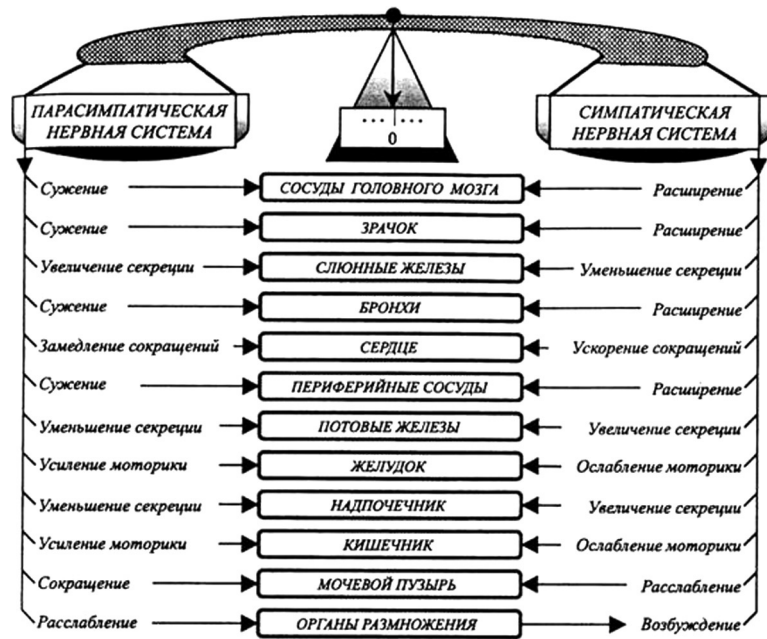 ПАРАСИМПАТИЧЕСКАЯ
НЕРВНАЯ СИСТЕМА
... ...
0
СИМПАТИЧЕСКАЯ
НЕРВНАЯ СИСТЕМА
Сужение СОСУДЫ ГОЛОВНОГО МОЗГА Расширение
Сужение ЗРАЧОК Расширение
Увеличение секреции СЛЮННЫЕ ЖЕЛЕЗЫ Уменьшение секреции
Сужение БРОНХИ Расширение
Замедление сокращений СЕРДЦЕ Ускорение сокращений
Сужение ПЕРИФЕРИЙНЫЕ СОСУДЫ Расширение
Уменьшение секреции ПОТОВЫЕ ЖЕЛЕЗЫ Увеличение секреции
Усиление моторики ЖЕЛУДОК Ослабление моторики
Уменьшение секреции НАДПОЧЕЧНИК Увеличение секреции
Усиление моторики КИШЕЧНИК Ослабление моторики
Сокращение МОЧЕВОЙ ПУЗЫРЬ Расслабление
Расслабление ОРГАНЫ РАЗМНОЖЕНИЯ Возбуждение